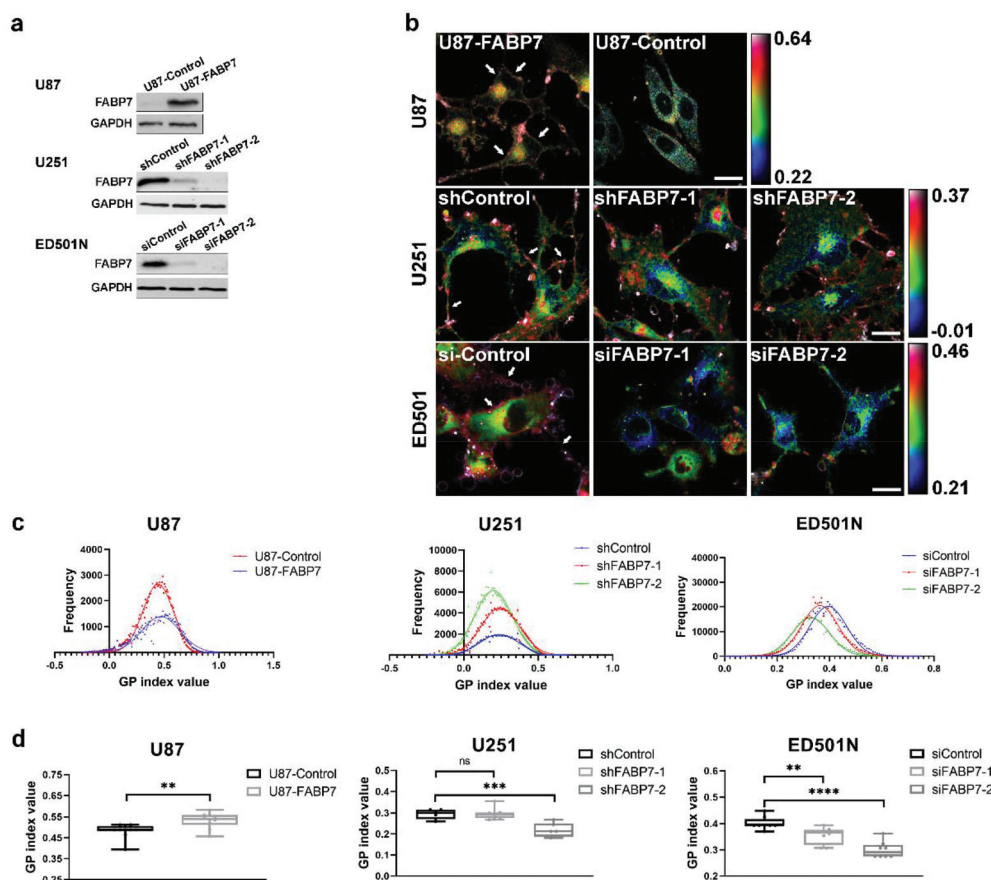 a
U87
U87-Control
U87-FABP7
FABP7
GAPDH
U251
shControl
shFABP7-1
shFABP7-2
FABP7
GAPDH
ED501N
siControl
siFABP7-1
siFABP7-2
FABP7
GAPDH
b
U87
U87-FABP7
U87-Control
0.64
0.22
U251
shControl
shFABP7-1
shFABP7-2
0.37
-0.01
ED501
si-Control
siFABP7-1
siFABP7-2
0.46
0.21
c
U87
Frequency
4000
3000
2000
1000
-0.5 0.0 0.5 1.0 1.5
GP index value
U87-Control
U87-FABP7
U251
Frequency
10000
8000
6000
4000
2000
0
-0.5 0.0 0.5 1.0
GP index value
shControl
shFABP7-1
shFABP7-2
ED501N
Frequency
40000
30000
20000
10000
0
0.0 0.2 0.4 0.6 0.8
GP index value
siControl
siFABP7-1
siFABP7-2
d
U87
GP index value
0.75
0.65
0.55
0.45
0.35
0.25
**
U87-Control
U87-FABP7
U251
GP index value
0.5
0.4
0.3
0.2
0.1
0.0
ns
***
shControl
shFABP7-1
shFABP7-2
ED501N
GP index value
0.6
0.5
0.4
0.3
0.2
**
****
siControl
siFABP7-1
siFABP7-2